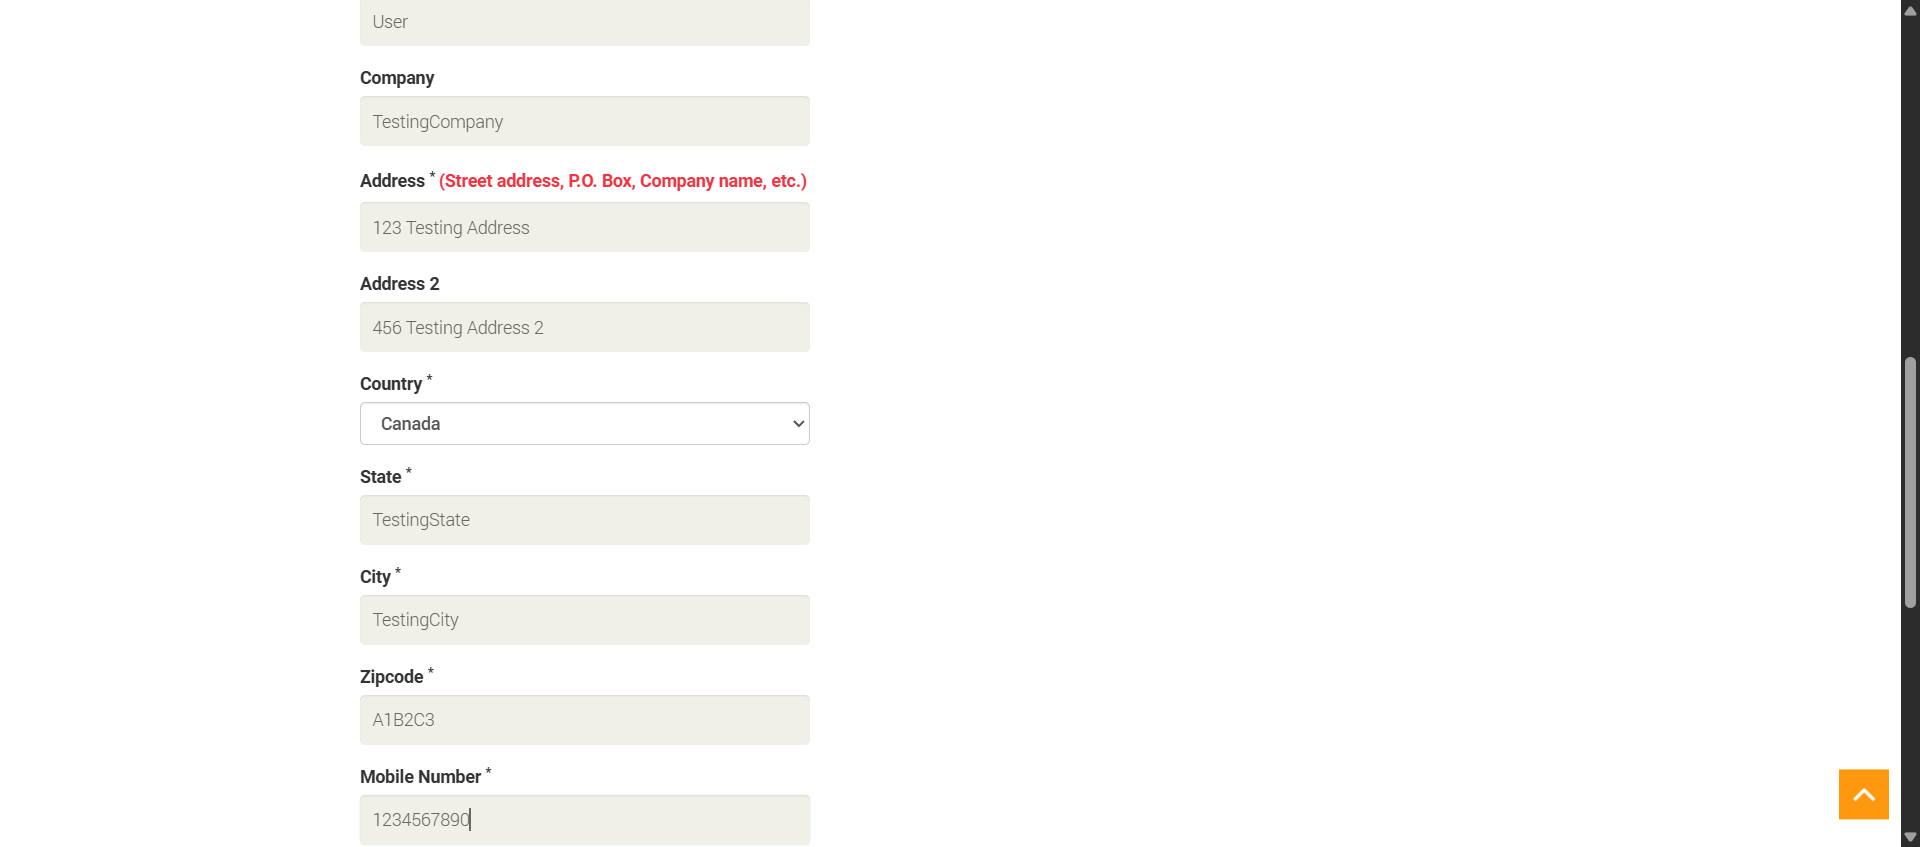 User
Company
TestingCompany
Address * (Street address, P.O. Box, Company name, etc.)
123 Testing Address
Address 2
456 Testing Address 2
Country *
Canada
State *
TestingState
City *
TestingCity
Zipcode *
A1B2C3
Mobile Number *
1234567890